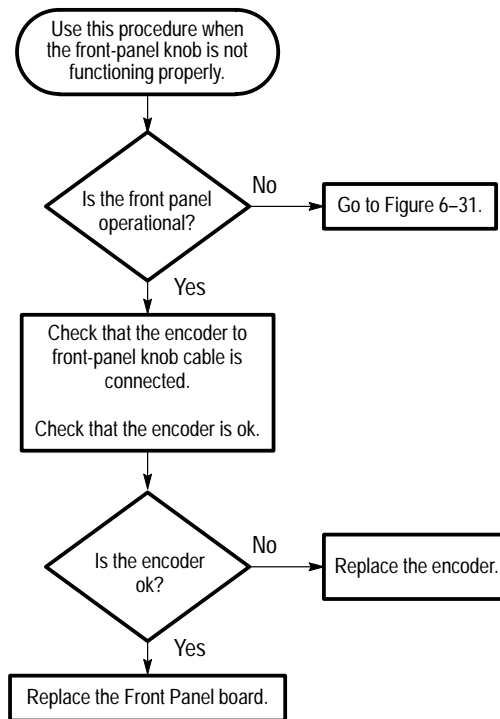 Use this procedure when
the front-panel knob is not
functioning properly.
Is the front panel
operational?
No
Go to Figure 6–31.
Yes
Check that the encoder to
front-panel knob cable is
connected.
Check that the encoder is ok.
Is the encoder
ok?
No
Replace the encoder.
Yes
Replace the Front Panel board.